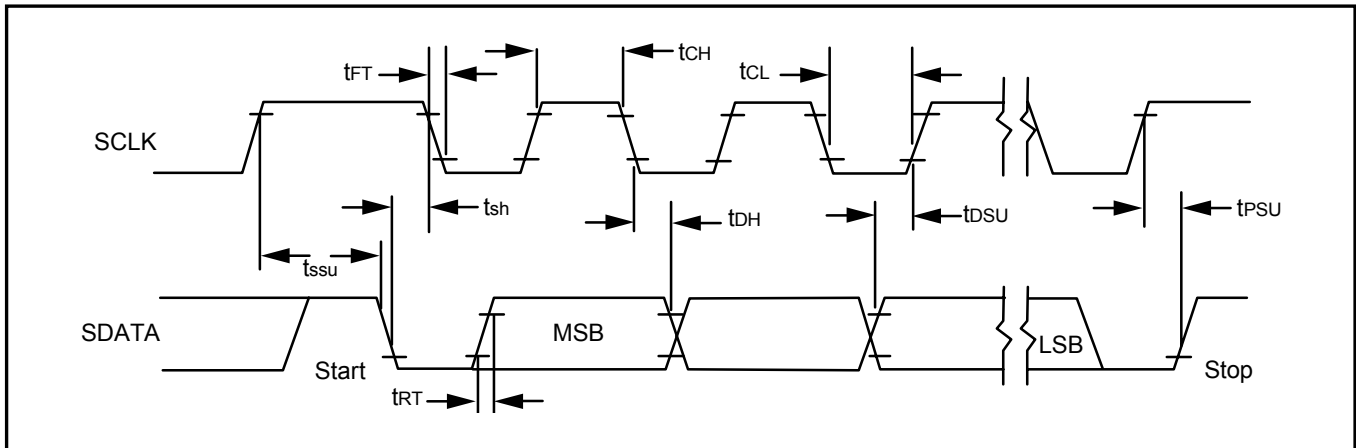 tCH
tFT
tCL
SCLK
tsh
tDH
tDSU
tPSU
tssu
SDATA
MSB
LSB
Start
Stop
tRT